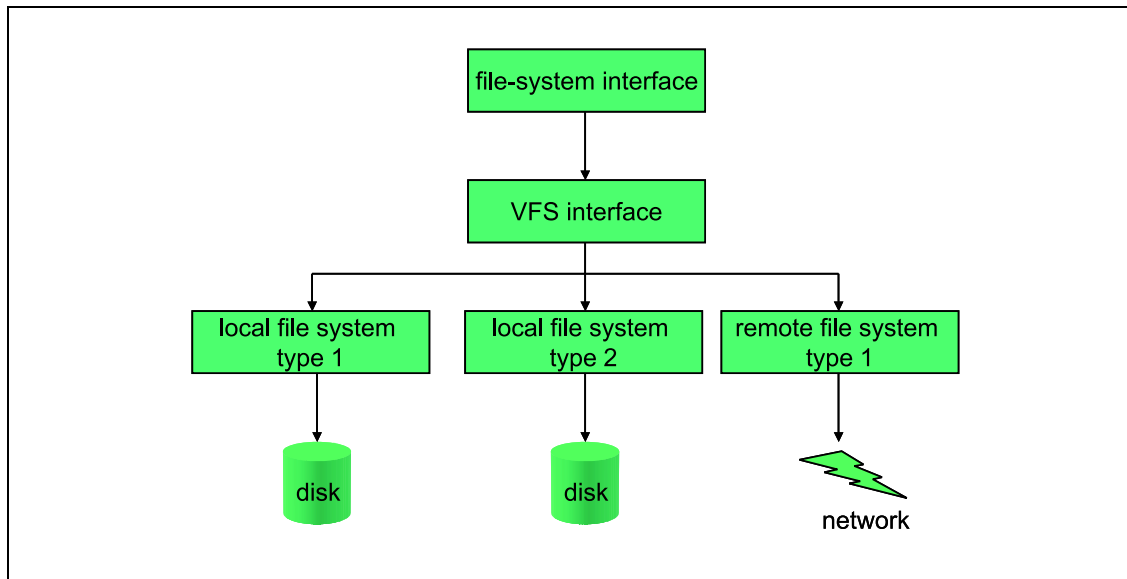 file-system interface
VFS interface
local file system
type 1
local file system
type 2
remote file system
type 1
disk
disk
network